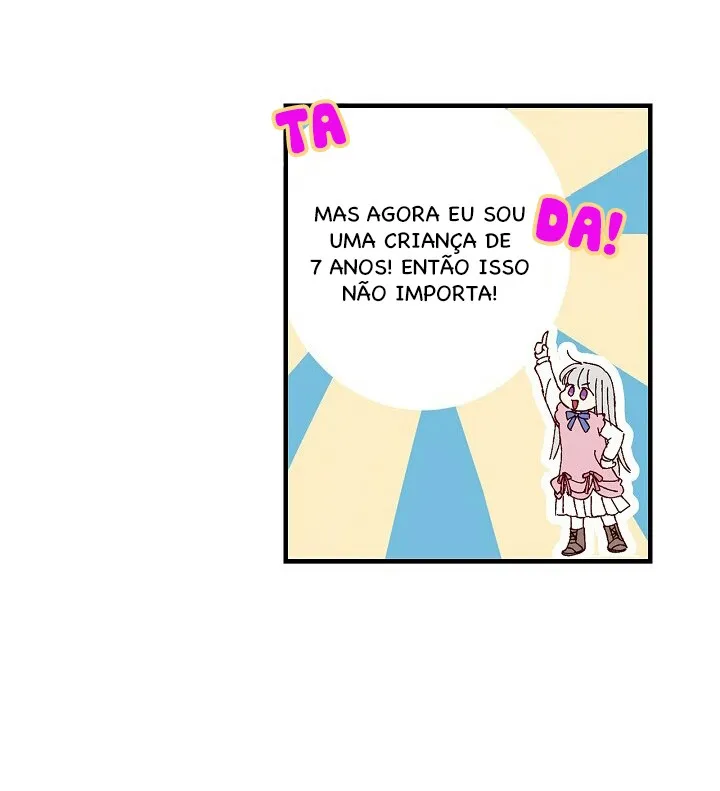 TA
DA!
MAS AGORA EU SOU
UMA CRIANÇA DE
7 ANOS! ENTÃO ISSO
NÃO IMPORTA!